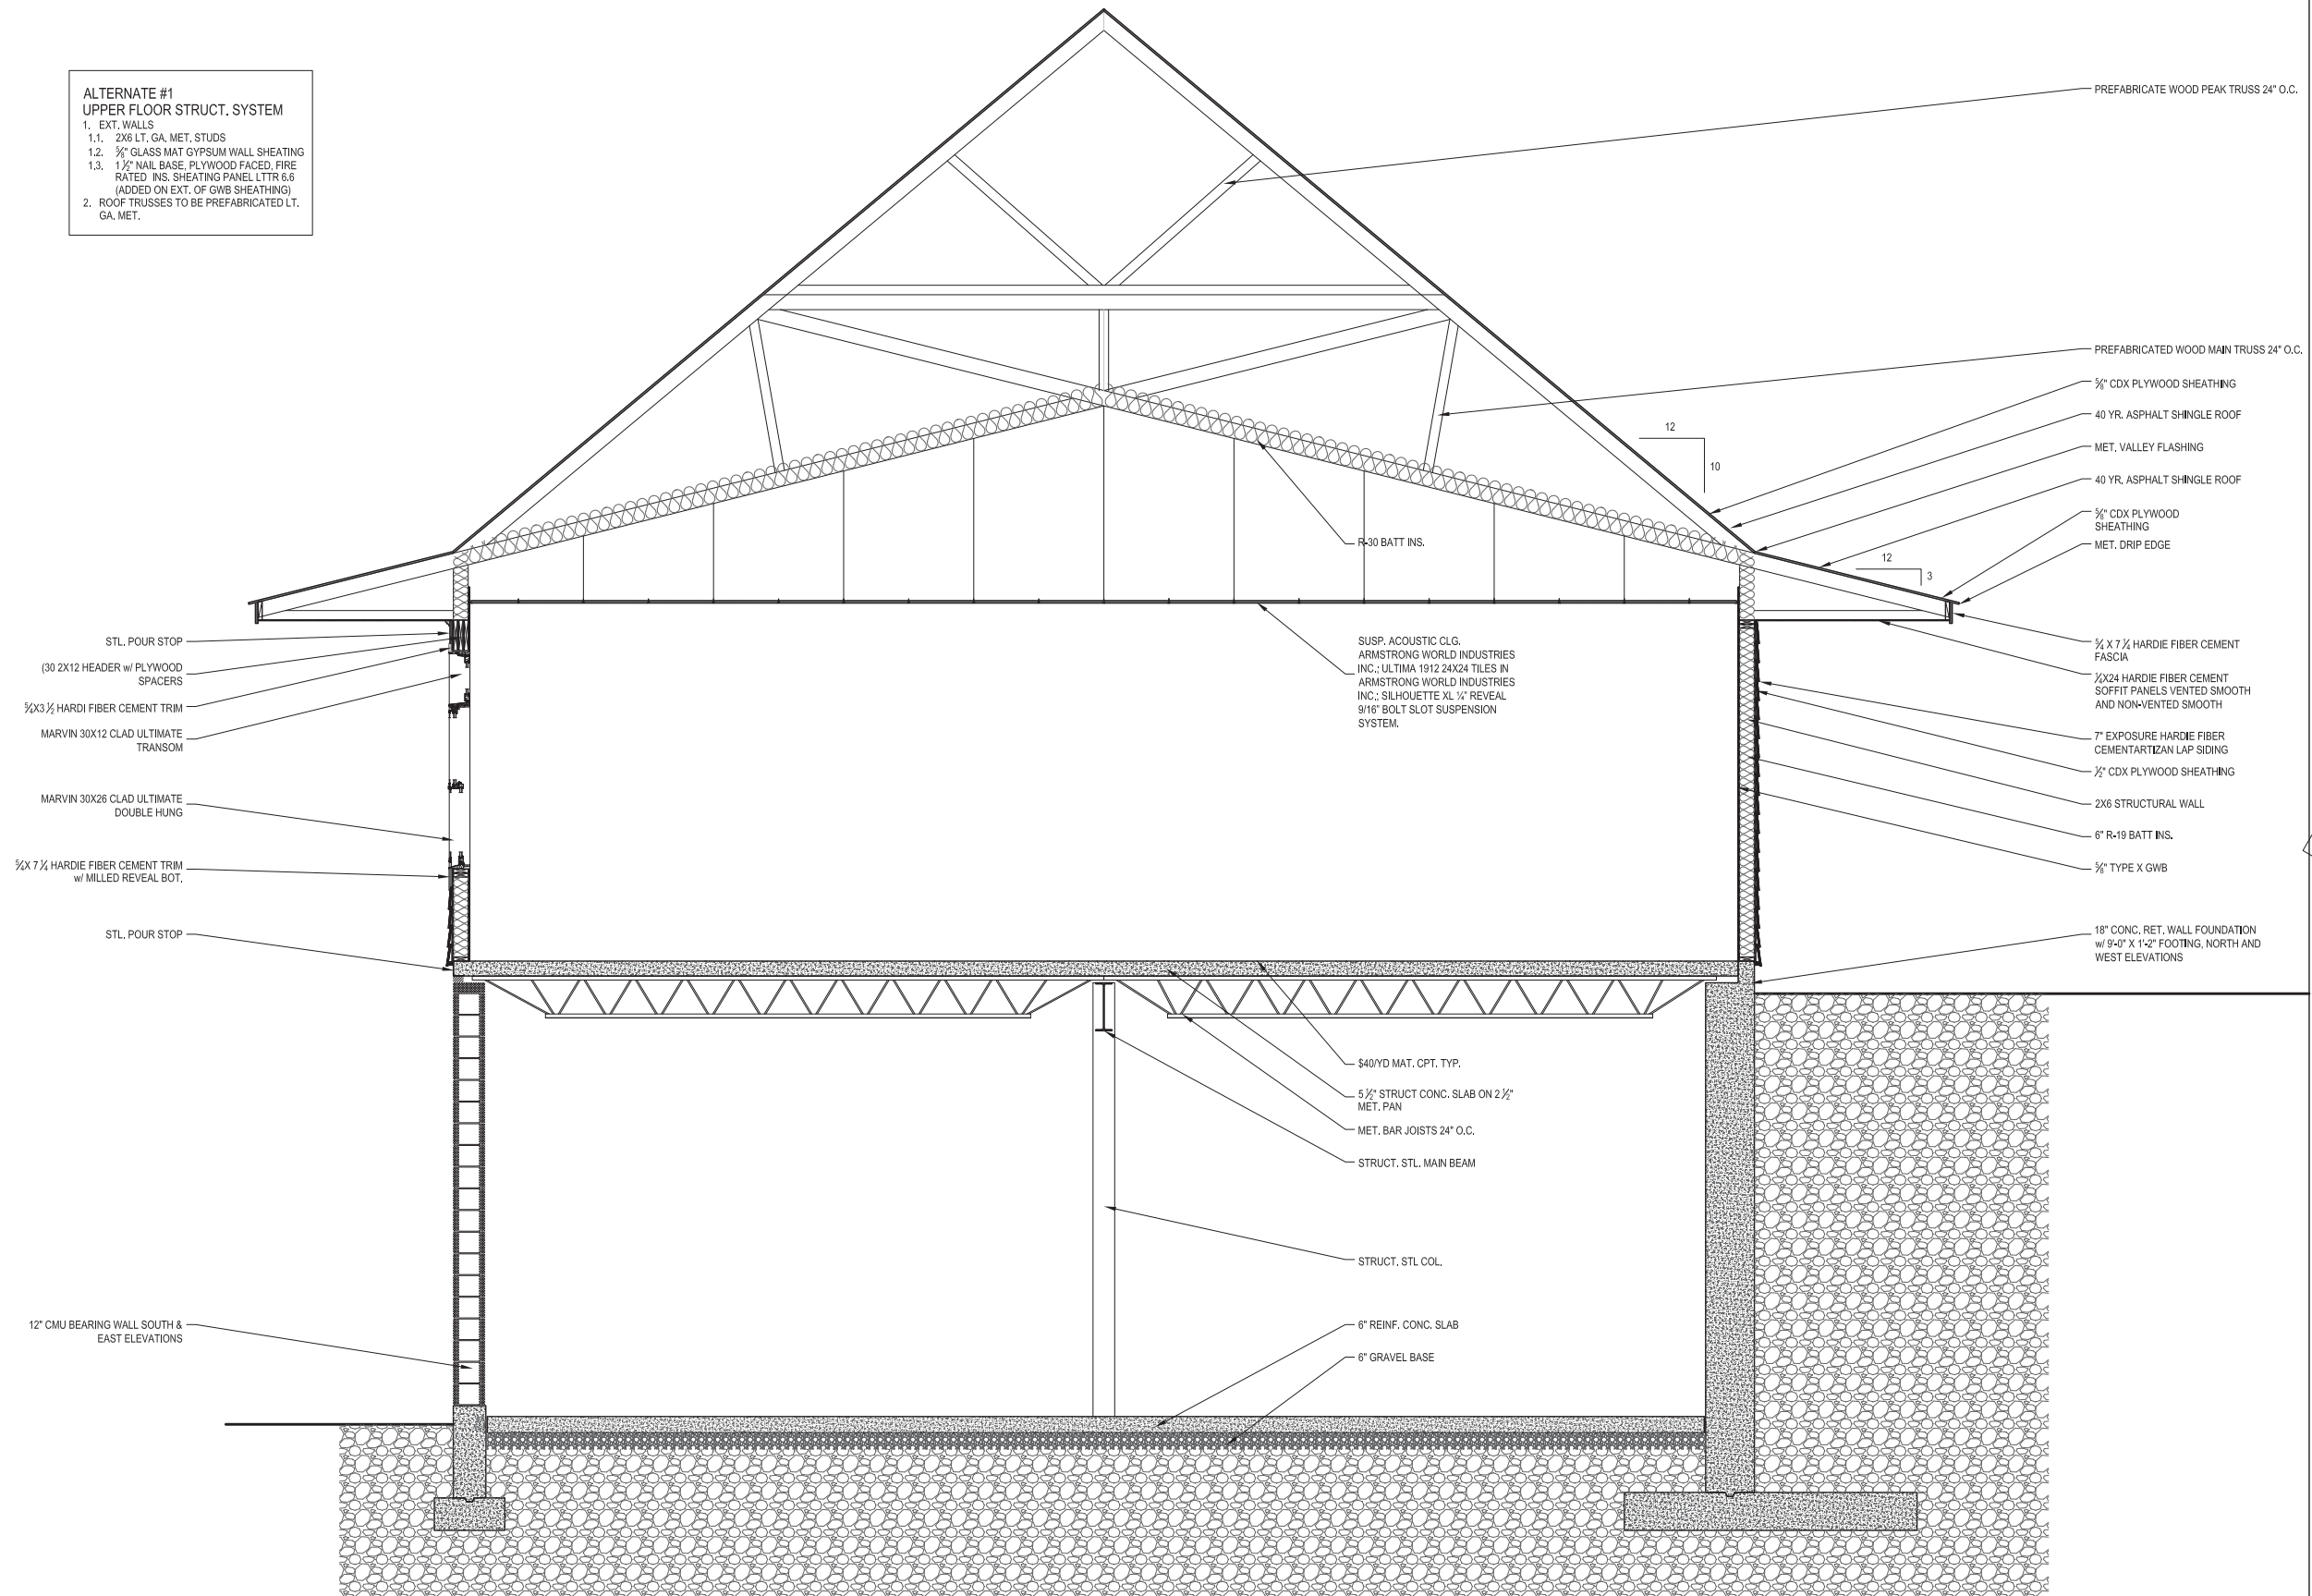 ALTERNATE #1
UPPER FLOOR STRUCT. SYSTEM
1. EXT. WALLS
1.1. 2X6 LT. GA. MET. STUDS
1.2. ⅝" GLASS MAT GYPSUM WALL SHEATING
1.3. 1 ½" NAIL BASE, PLYWOOD FACED, FIRE
RATED INS. SHEATING PANEL LTTR 6.6
(ADDED ON EXT. OF GWB SHEATHING)
2. ROOF TRUSSES TO BE PREFABRICATED LT.
GA. MET.
STL. POUR STOP
(30 2X12 HEADER w/ PLYWOOD
SPACERS
5/4X3 ½ HARDI FIBER CEMENT TRIM
MARVIN 30X12 CLAD ULTIMATE
TRANSOM
MARVIN 30X26 CLAD ULTIMATE
DOUBLE HUNG
5/4X 7 ¼ HARDIE FIBER CEMENT TRIM
w/ MILLED REVEAL BOT.
STL. POUR STOP
12" CMU BEARING WALL SOUTH &
EAST ELEVATIONS
R-30 BATT INS.
SUSP. ACOUSTIC CLG.
ARMSTRONG WORLD INDUSTRIES
INC.; ULTIMA 1912 24X24 TILES IN
ARMSTRONG WORLD INDUSTRIES
INC.; SILHOUETTE XL ¼" REVEAL
9/16" BOLT SLOT SUSPENSION
SYSTEM.
$40/YD MAT. CPT. TYP.
5 ½" STRUCT CONC. SLAB ON 2 ½"
MET. PAN
MET. BAR JOISTS 24" O.C.
STRUCT. STL. MAIN BEAM
STRUCT. STL COL.
6" REINF. CONC. SLAB
6" GRAVEL BASE
12
10
12
3
PREFABRICATE WOOD PEAK TRUSS 24" O.C.
PREFABRICATED WOOD MAIN TRUSS 24" O.C.
⅝" CDX PLYWOOD SHEATHING
40 YR. ASPHALT SHINGLE ROOF
MET. VALLEY FLASHING
40 YR. ASPHALT SHINGLE ROOF
⅝" CDX PLYWOOD
SHEATHING
MET. DRIP EDGE
5/4 X 7 ¼ HARDIE FIBER CEMENT
FASCIA
¼X24 HARDIE FIBER CEMENT
SOFFIT PANELS VENTED SMOOTH
AND NON-VENTED SMOOTH
7" EXPOSURE HARDIE FIBER
CEMENTARTIZAN LAP SIDING
½" CDX PLYWOOD SHEATHING
2X6 STRUCTURAL WALL
6" R-19 BATT INS.
⅝" TYPE X GWB
18" CONC. RET. WALL FOUNDATION
w/ 9'-0" X 1'-2" FOOTING, NORTH AND
WEST ELEVATIONS